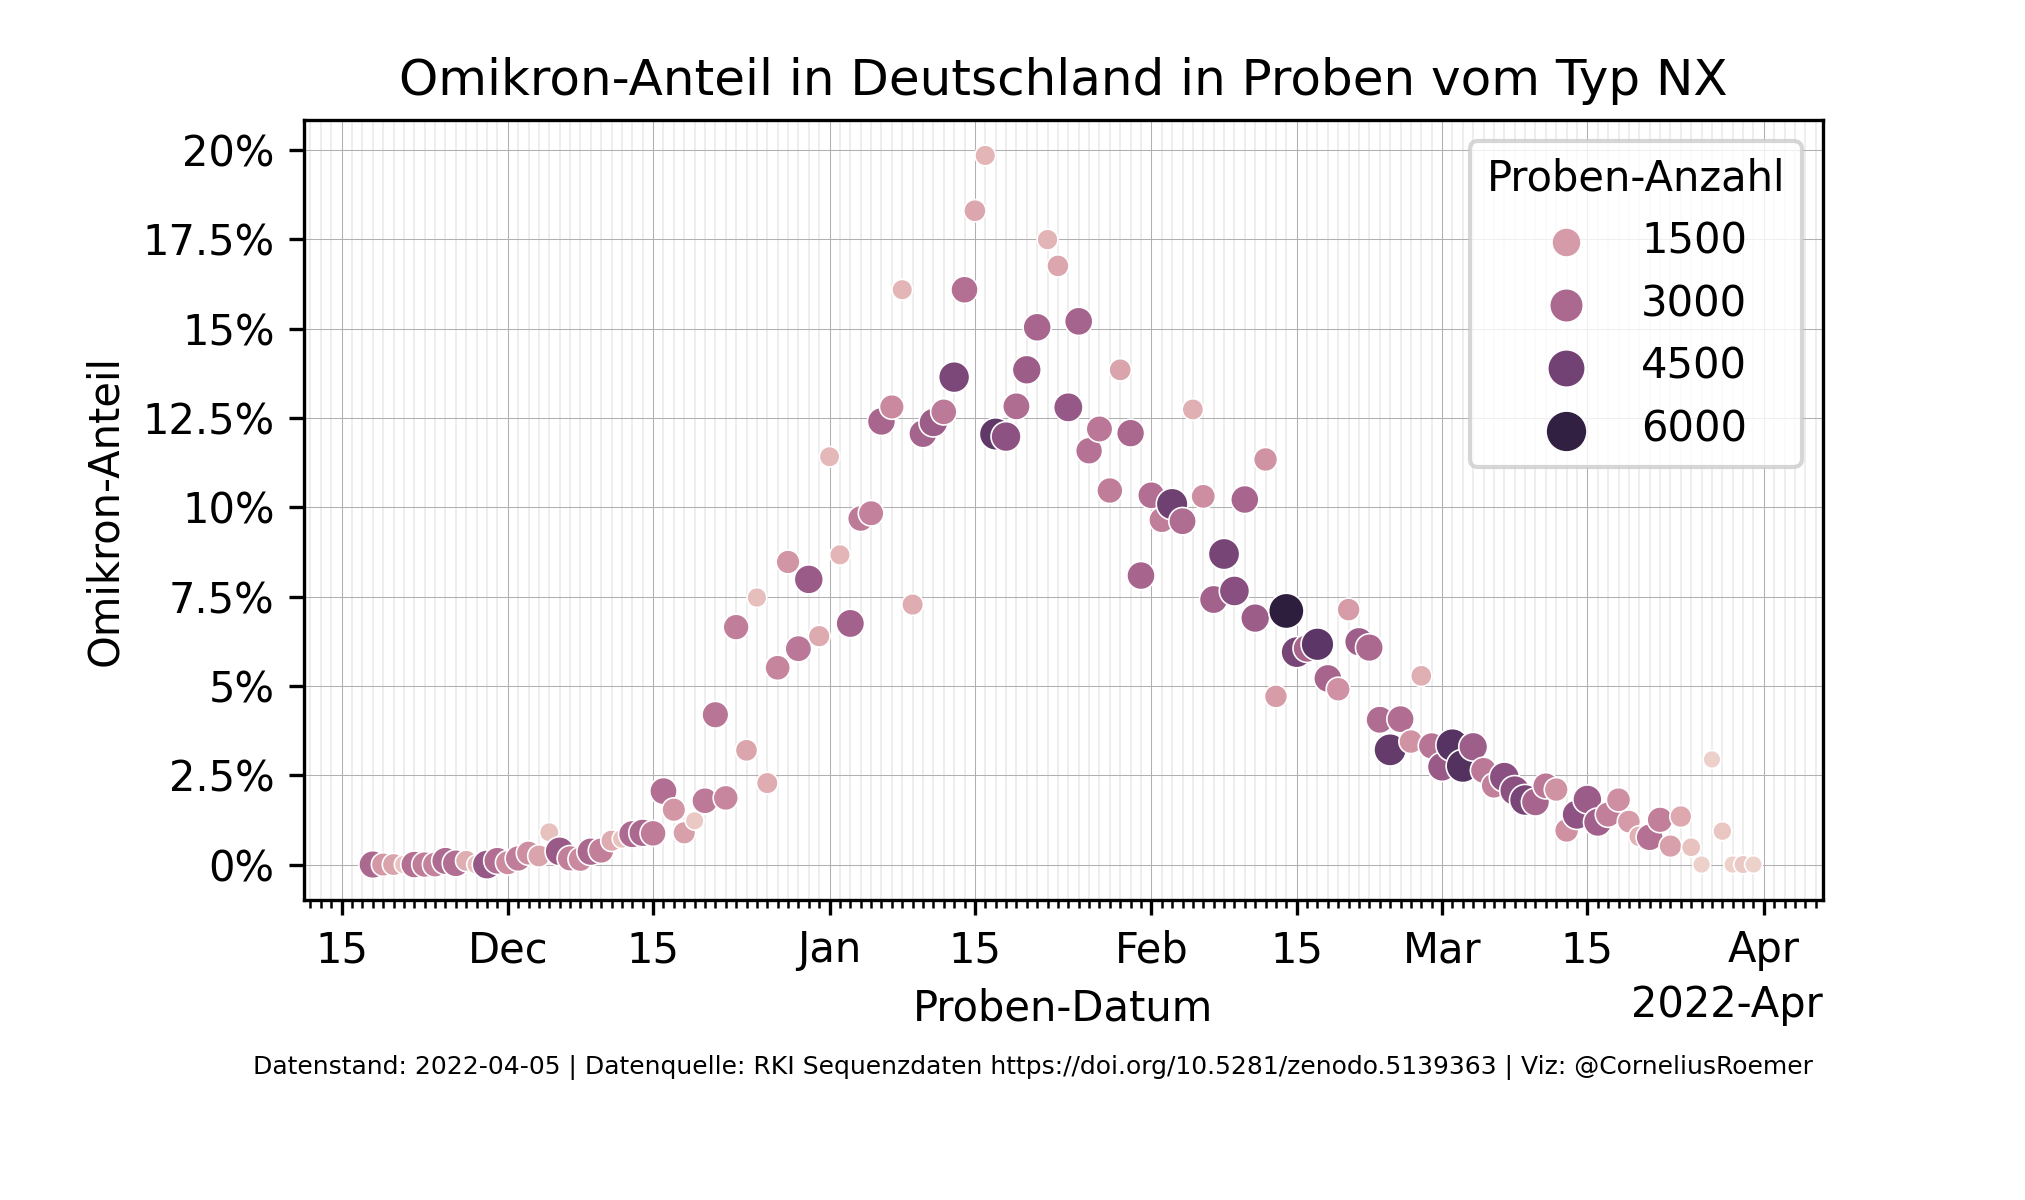 Omikron-Anteil in Deutschland in Proben vom Typ NX
Omikron-Anteil
20%
17.5%
15%
12.5%
10%
7.5%
5%
2.5%
0%
Proben-Anzahl
1500
3000
4500
6000
15 Dec 15 Jan 15 Feb 15 Mar 15 Apr
Proben-Datum
2022-Apr
Datenstand: 2022-04-05 | Datenquelle: RKI Sequenzdaten https://doi.org/10.5281/zenodo.5139363 | Viz: @CorneliusRoemer